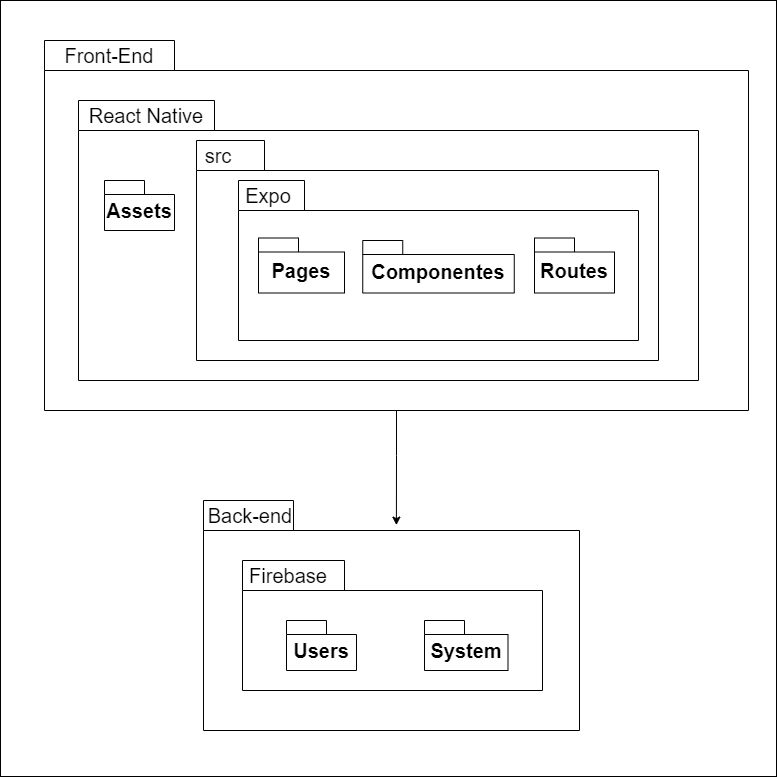 Front-End
React Native
src
Expo
Assets
Pages
Componentes
Routes
Back-end
Firebase
Users
System